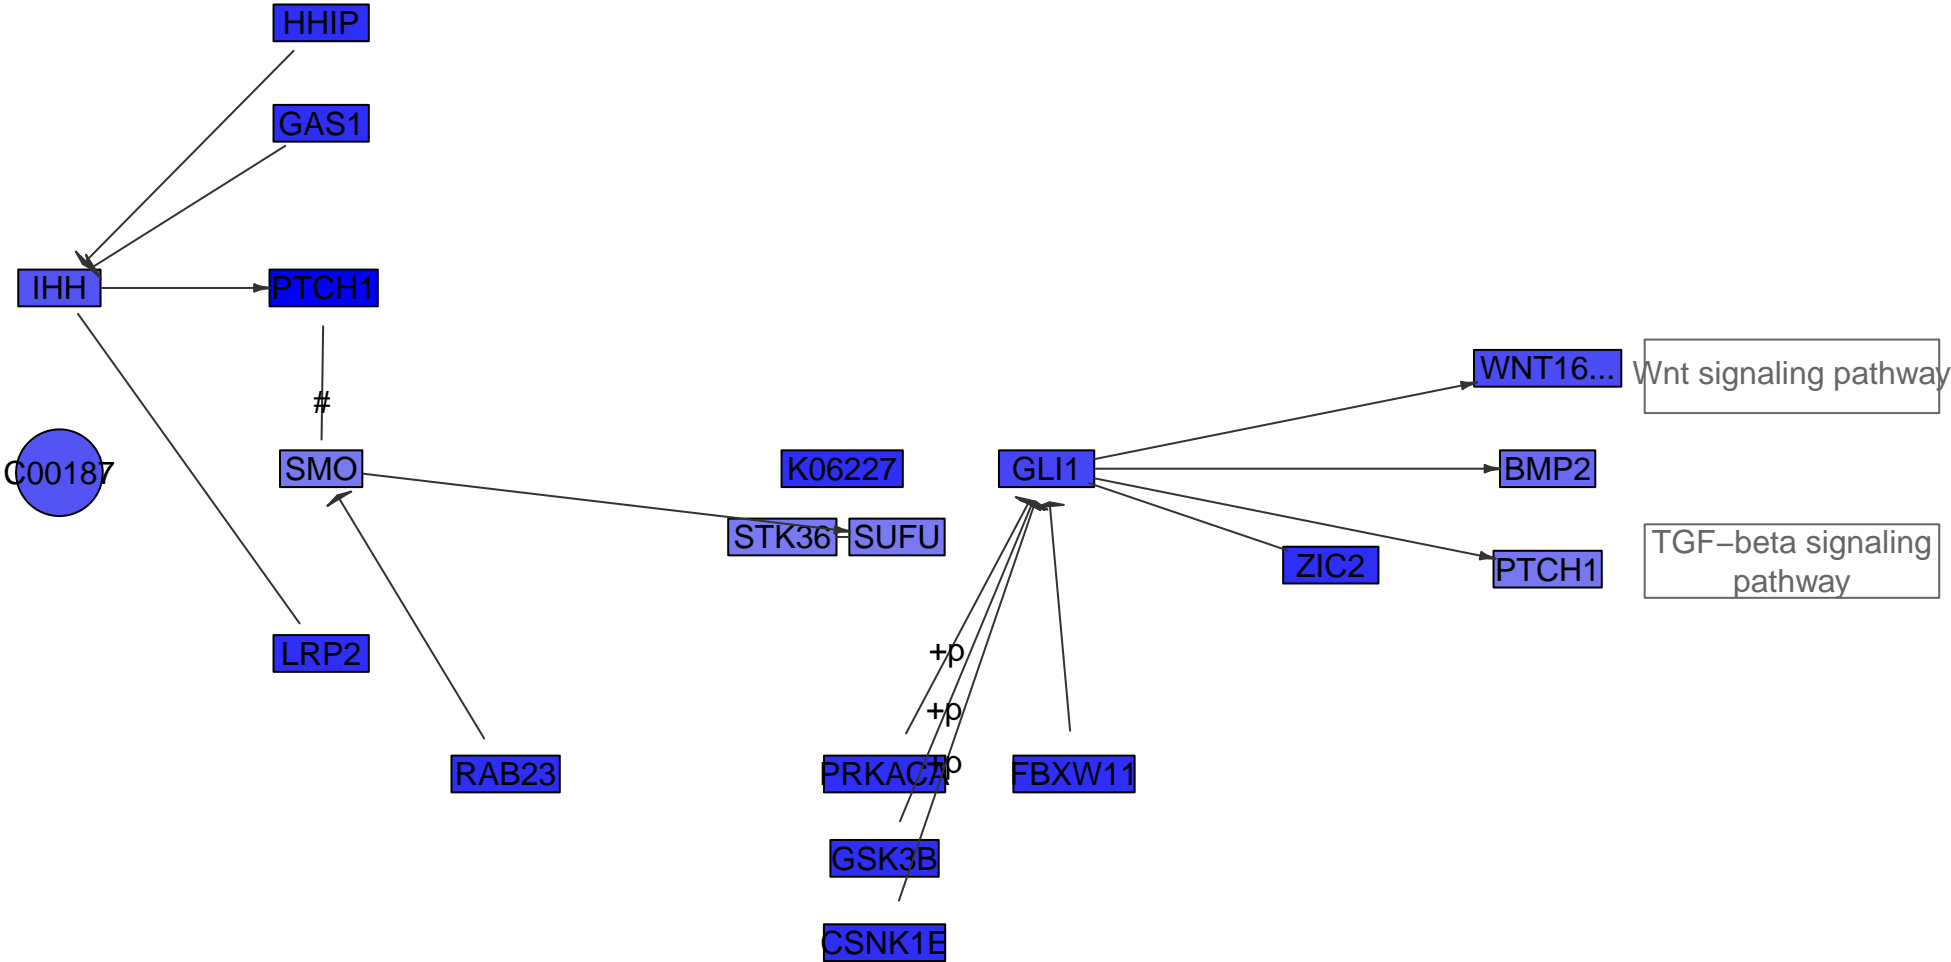 HHIP
GAS1
IHH
PTCH1
WNT16...
Wnt signaling pathway
#
C00187
SMO
K06227
GLI1
BMP2
STK36
SUFU
TGF−beta signaling
pathway
ZIC2
PTCH1
LRP2
+p
+p
+p
RAB23
PRKACA
FBXW11
GSK3B
CSNK1E